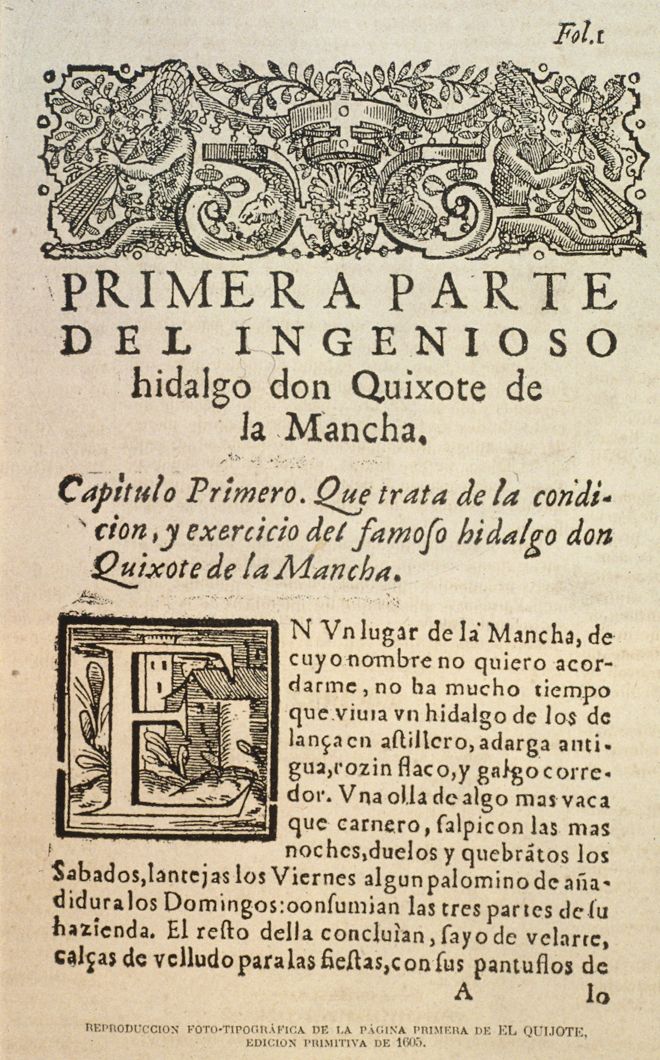 Fol.1
PRIMERA PARTE
DEL INGENIOSO
hidalgo don Quixote de
la Mancha.
Capitulo Primero. Que trata de la condi-
cion, y exercicio del famoſo hidalgo don
Quixote de la Mancha.
EN Vn lugar de la Mancha, de
cuyo nombre no quiero acor-
darme, no ha mucho tiempo
que viuia vn hidalgo de los de
lança en aſtillero, adarga anti-
gua, rozin flaco, y galgo corre-
dor. Vna olla de algo mas vaca
que carnero, ſalpicon las mas
noches, duelos y quebrãtos los
Sabados, lantejas los Viernes algun palomino de aña-
didura los Domingos: conſumian las tres partes de ſu
hazienda. El reſto della concluìan, ſayo de velarte,
calças de velludo para las fieſtas, con ſus pantuflos de
A lo
REPRODUCCION FOTO-TIPOGRÁFICA DE LA PÁGINA PRIMERA DE EL QUIJOTE,
EDICION PRIMITIVA DE 1605.